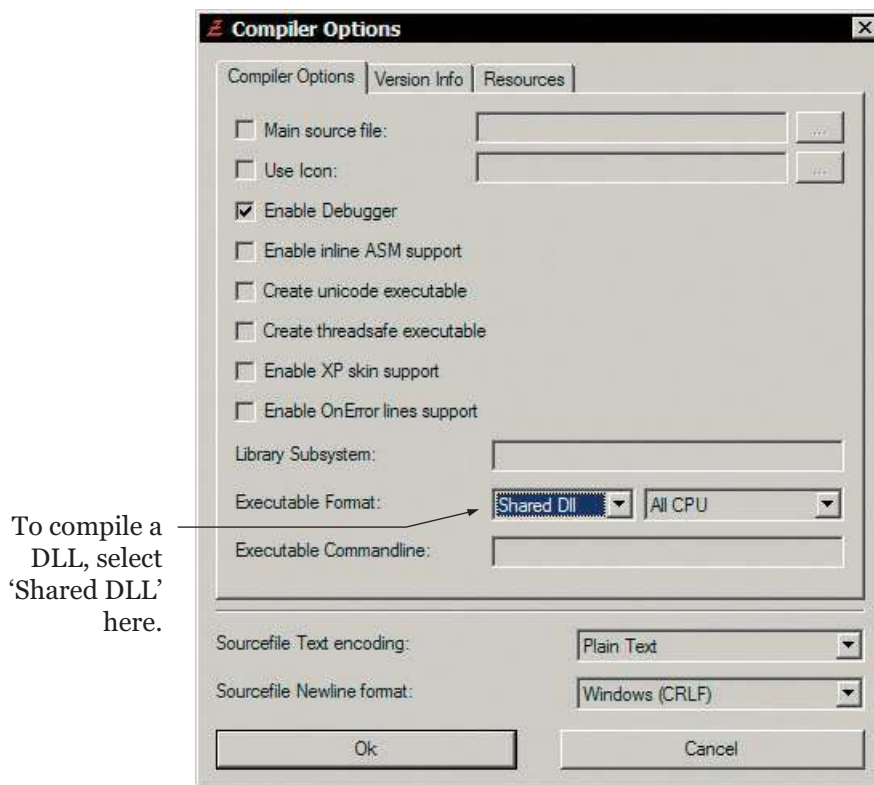 Compiler Options
Compiler Options
Version Info
Resources
Main source file:
...
Use Icon:
...
Enable Debugger
Enable inline ASM support
Create unicode executable
Create threadsafe executable
Enable XP skin support
Enable OnError lines support
Library Subsystem:
Executable Format:
Shared Dll
All CPU
Executable Commandline:
To compile a
DLL, select
‘Shared DLL’
here.
Sourcefile Text encoding:
Plain Text
Sourcefile Newline format:
Windows (CRLF)
Ok
Cancel